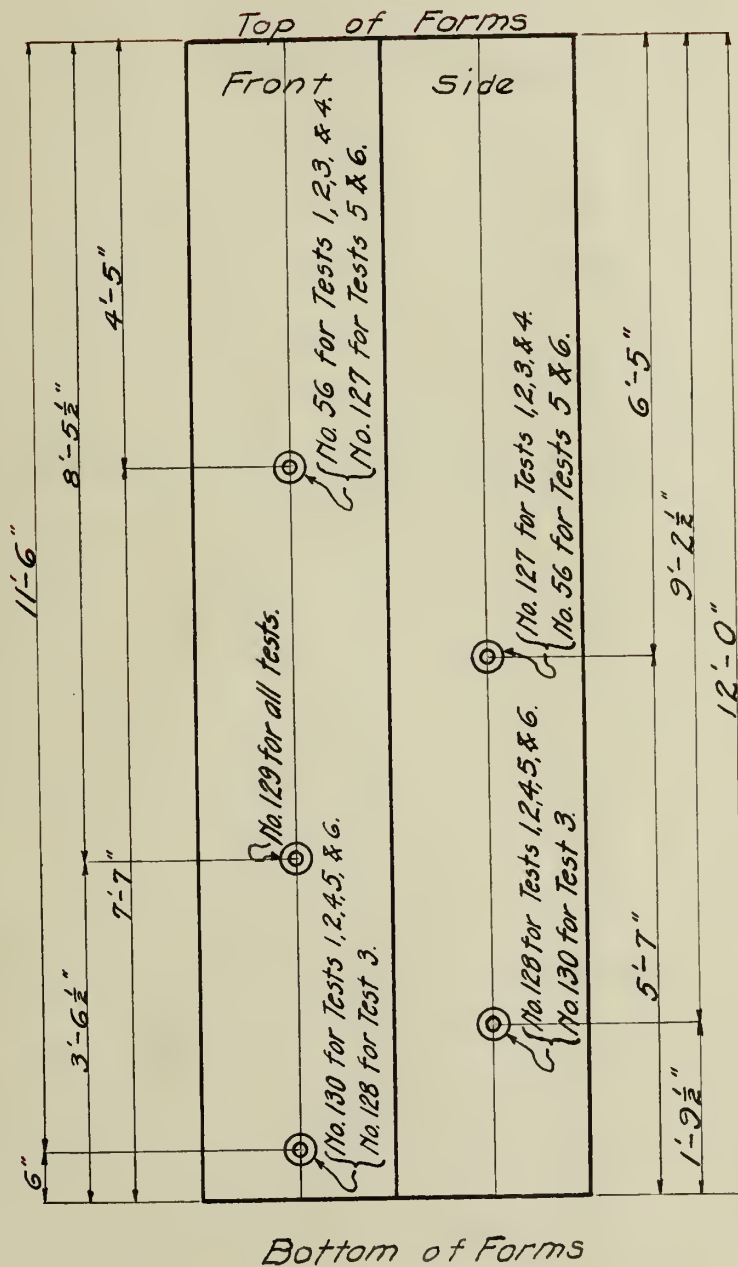 Top of Forms
Front
Side
11'-6"
8'-5½"
4'-5"
No. 56 for Tests 1, 2, 3, & 4.
No. 127 for Tests 5 & 6.
6'-5"
9'-2½"
12'-0"
No. 127 for Tests 1, 2, 3, & 4.
No. 56 for Tests 5 & 6.
No. 129 for all tests.
7'-7"
3'-6½"
6"
No. 130 for Tests 1, 2, 4, 5, & 6.
No. 128 for Test 3.
No. 128 for Tests 1, 2, 4, 5, & 6.
No. 130 for Test 3.
5'-7"
1'-9½"
Bottom of Forms